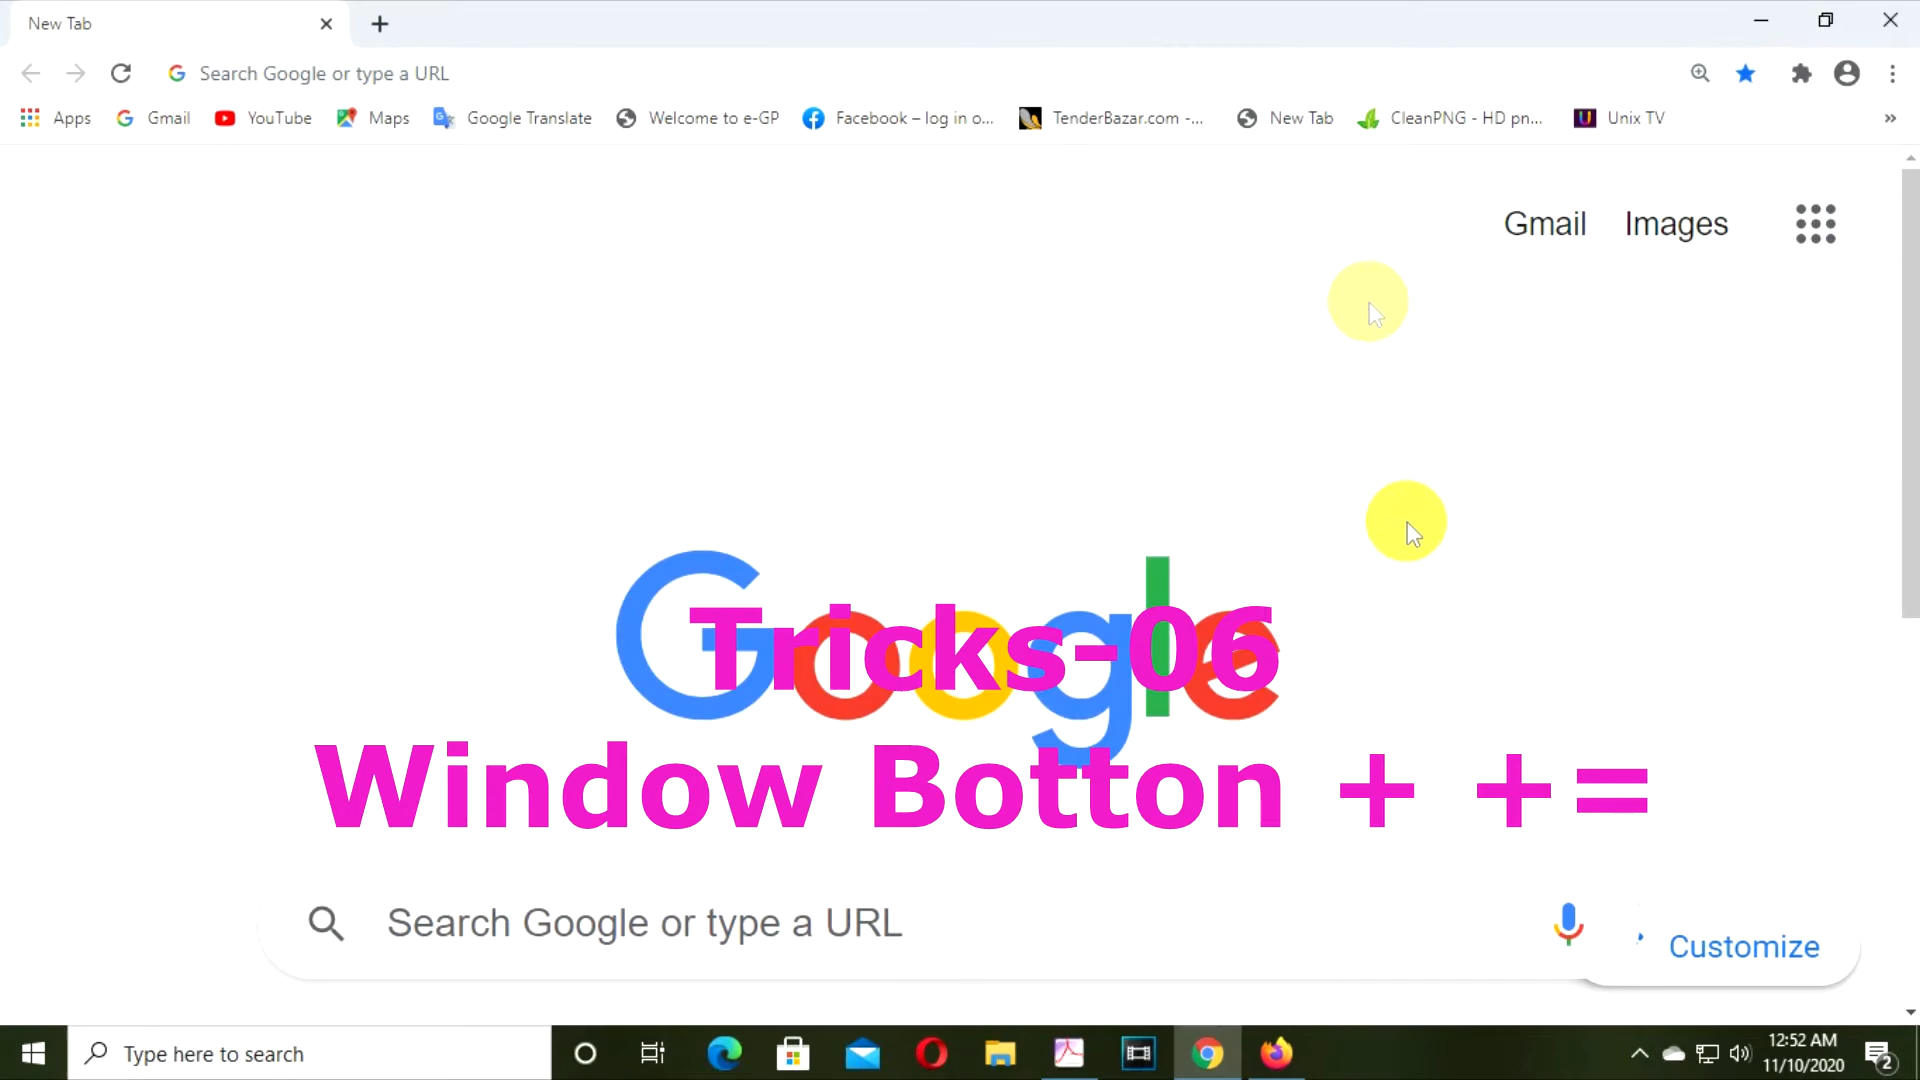 New Tab
Search Google or type a URL
Apps Gmail YouTube Maps Google Translate Welcome to e-GP Facebook – log in o... TenderBazar.com -... New Tab CleanPNG - HD pn... Unix TV »
Gmail Images
Google
Tricks-06
Window Botton + +=
Search Google or type a URL
Customize
Type here to search
12:52 AM
11/10/2020
2